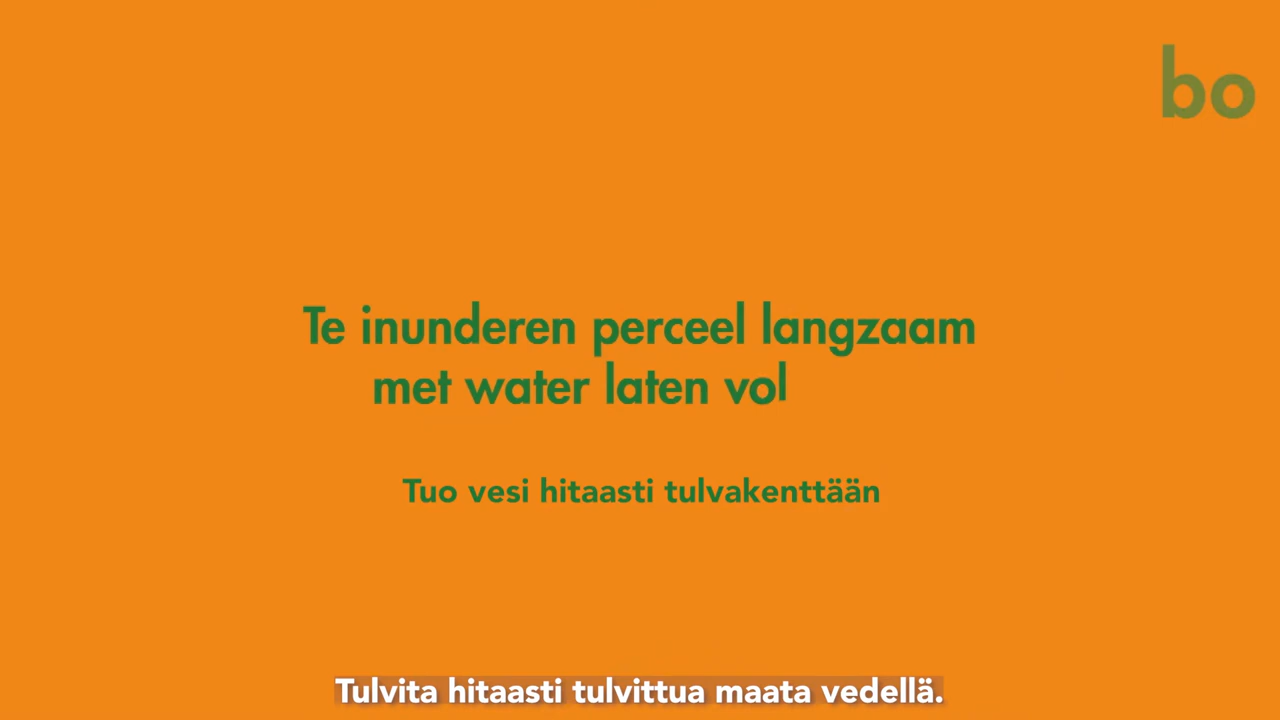 bo
Te inunderen perceel langzaam
met water laten vol
Tuo vesi hitaasti tulvakenttään
Tulvita hitaasti tulvittua maata vedellä.